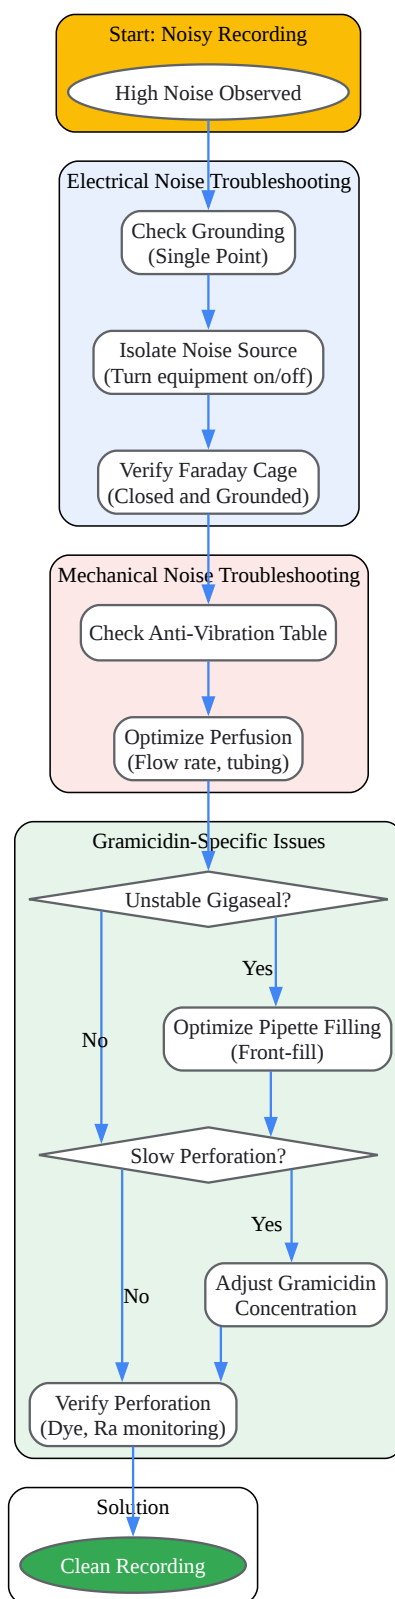 Start: Noisy Recording
High Noise Observed
Electrical Noise Troubleshooting
Check Grounding
(Single Point)
Isolate Noise Source
(Turn equipment on/off)
Verify Faraday Cage
(Closed and Grounded)
Mechanical Noise Troubleshooting
Check Anti-Vibration Table
Optimize Perfusion
(Flow rate, tubing)
Gramicidin-Specific Issues
Unstable Gigaseal?
Yes
Optimize Pipette Filling
(Front-fill)
No
Slow Perforation?
Yes
Adjust Gramicidin
Concentration
No
Verify Perforation
(Dye, Ra monitoring)
Solution
Clean Recording